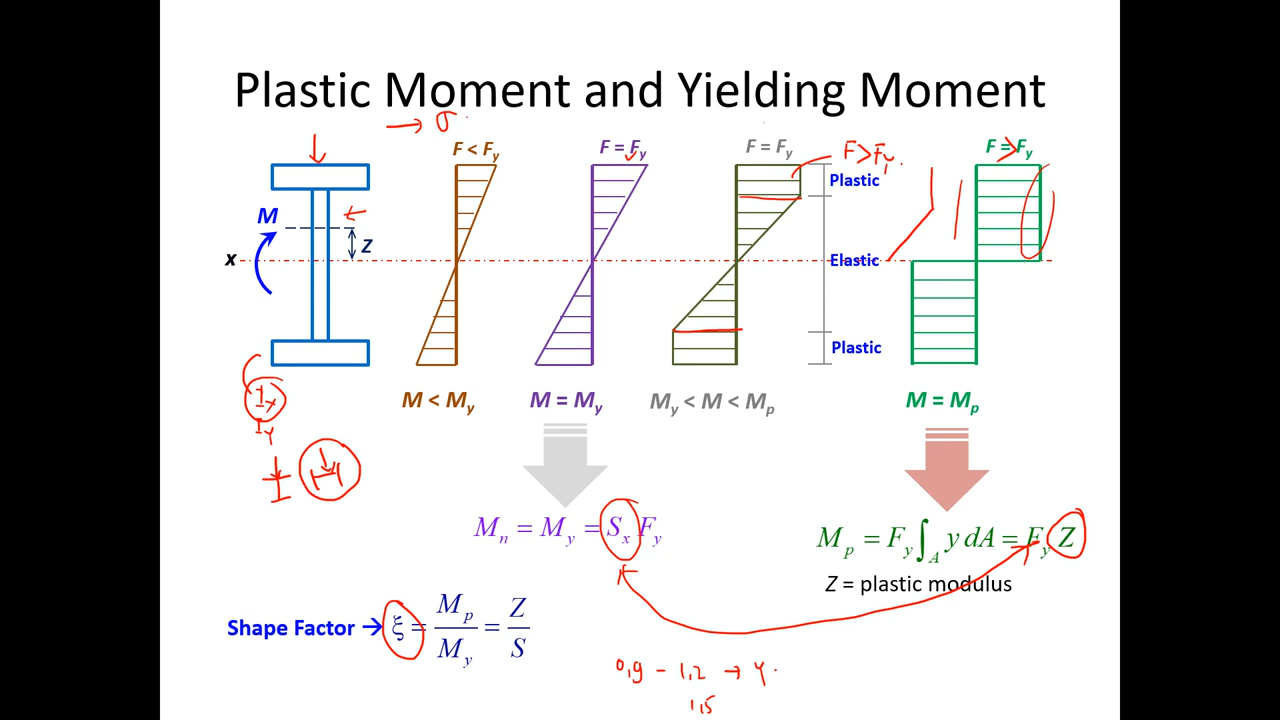 Plastic Moment and Yielding Moment
→ σ
F < Fy
F = Fy
F = Fy
F > Fy.
F = Fy
Plastic
M
Z
x
Elastic
Plastic
Ix
Iy
M < My
M = My
My < M < Mp
M = Mp
Mn = My = Sx Fy
Mp = Fy ∫A y dA = Fy Z
Z = plastic modulus
Shape Factor → ξ = Mp / My = Z / S
0,9 - 1,2 → Y.
1,5